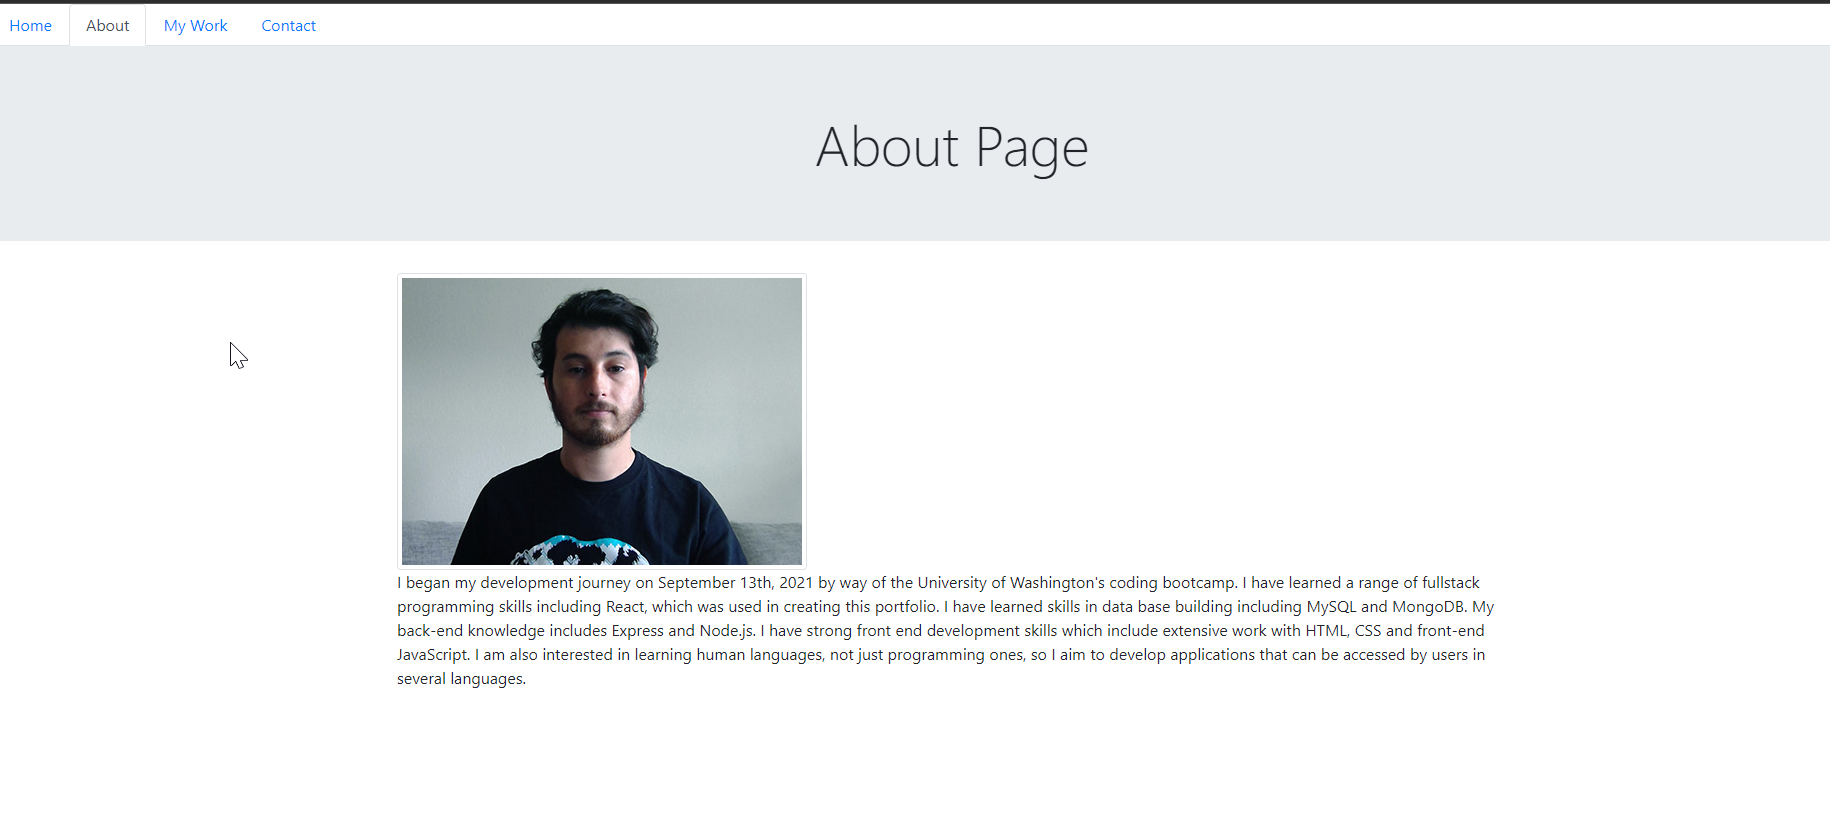 Home About My Work Contact
About Page
I began my development journey on September 13th, 2021 by way of the University of Washington's coding bootcamp. I have learned a range of fullstack
programming skills including React, which was used in creating this portfolio. I have learned skills in data base building including MySQL and MongoDB. My
back-end knowledge includes Express and Node.js. I have strong front end development skills which include extensive work with HTML, CSS and front-end
JavaScript. I am also interested in learning human languages, not just programming ones, so I aim to develop applications that can be accessed by users in
several languages.